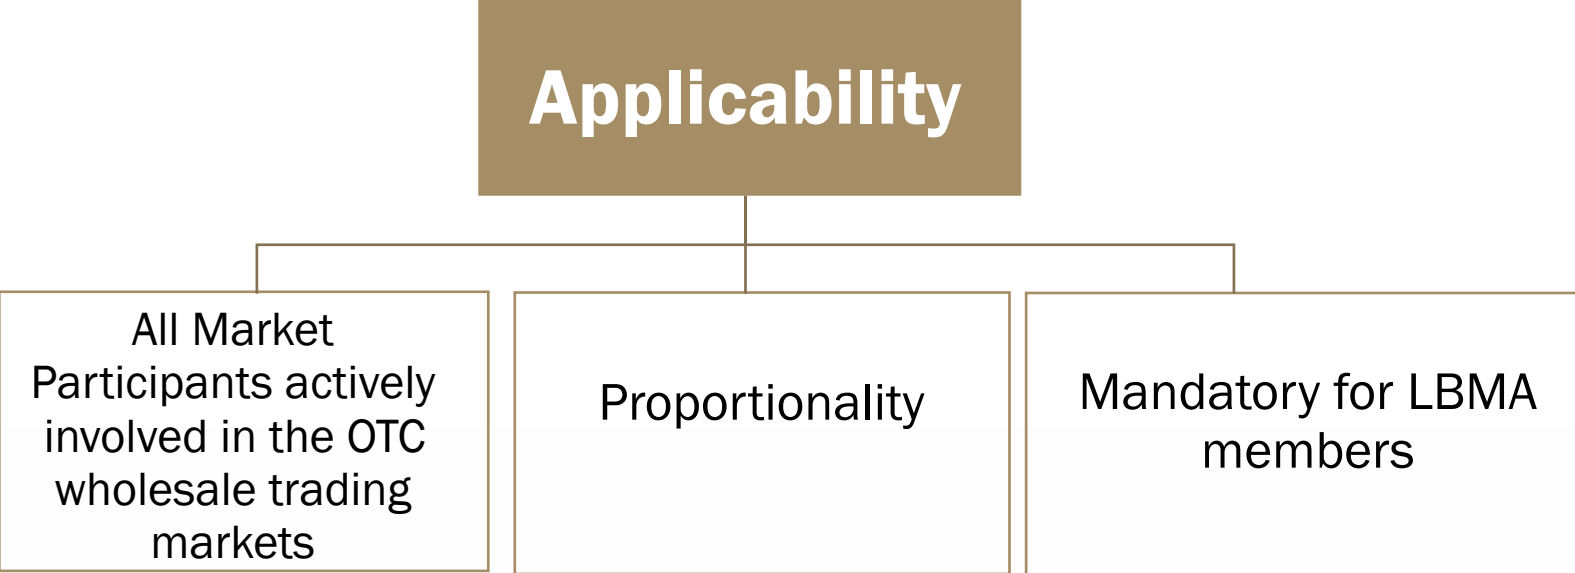 Applicability
All Market
Participants actively
involved in the OTC
wholesale trading
markets
Proportionality
Mandatory for LBMA
members